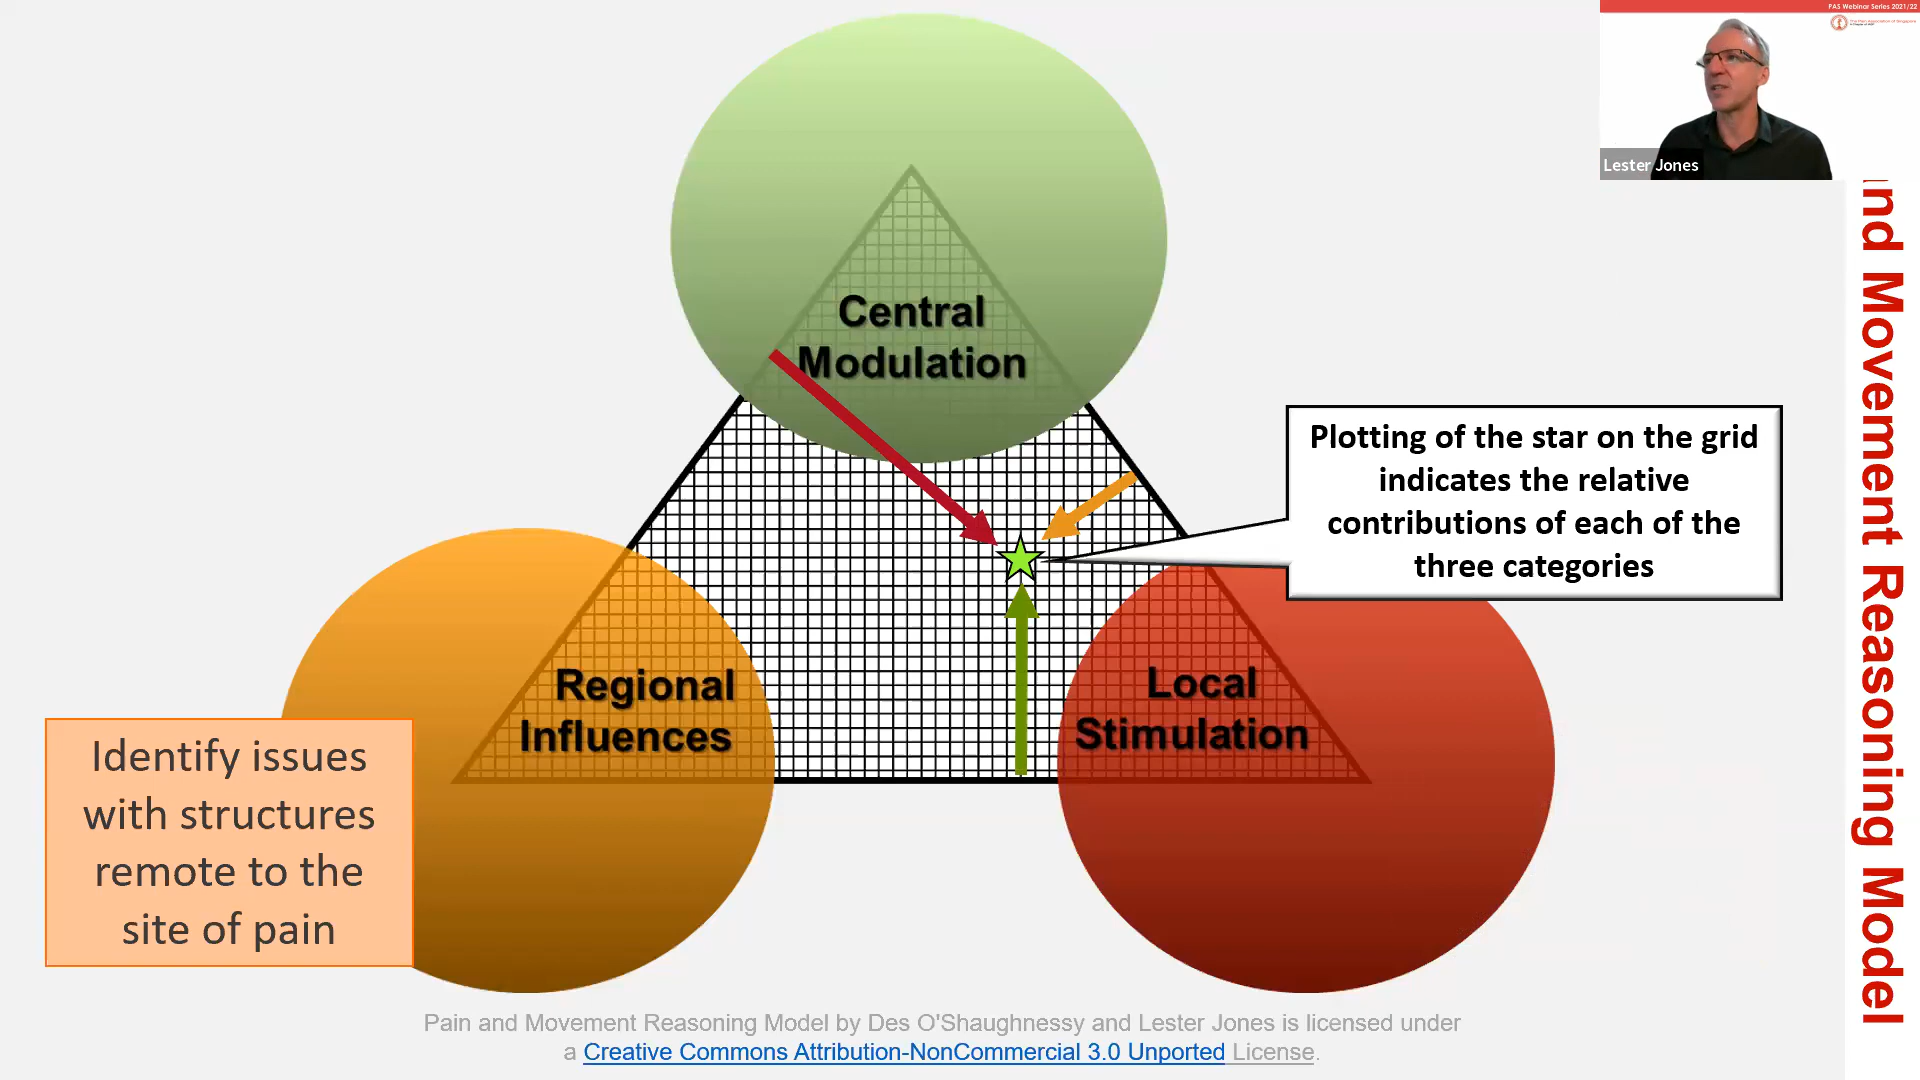 PAS Webinar Series 2021/22
Lester Jones
Central
Modulation
Plotting of the star on the grid
indicates the relative
contributions of each of the
three categories
Regional
Influences
Local
Stimulation
Identify issues
with structures
remote to the
site of pain
nd Movement Reasoning Model
Pain and Movement Reasoning Model by Des O'Shaughnessy and Lester Jones is licensed under
a Creative Commons Attribution-NonCommercial 3.0 Unported License.